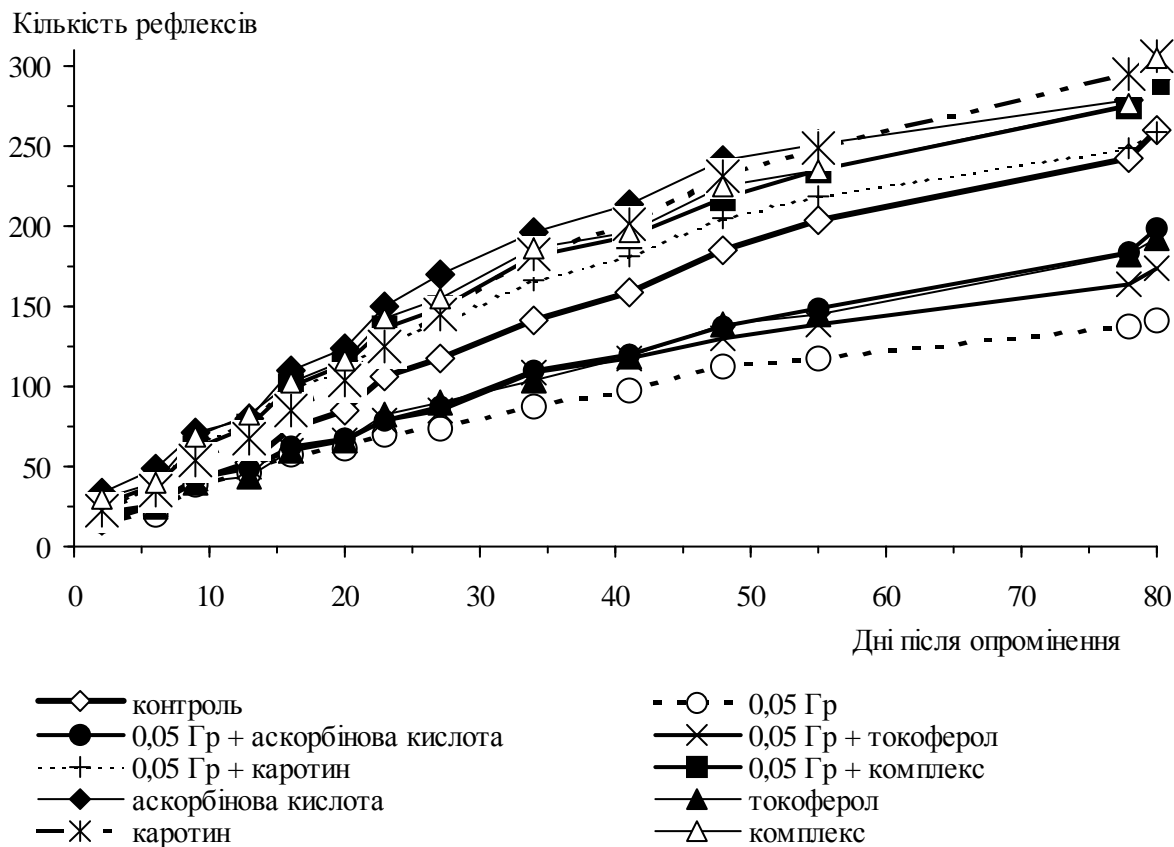 Кількість рефлексів
300
250
200
150
100
50
0
0 10 20 30 40 50 60 70 80
Дні після опромінення
контроль 0,05 Гр
0,05 Гр + аскорбінова кислота 0,05 Гр + токоферол
0,05 Гр + каротин 0,05 Гр + комплекс
аскорбінова кислота токоферол
каротин комплекс